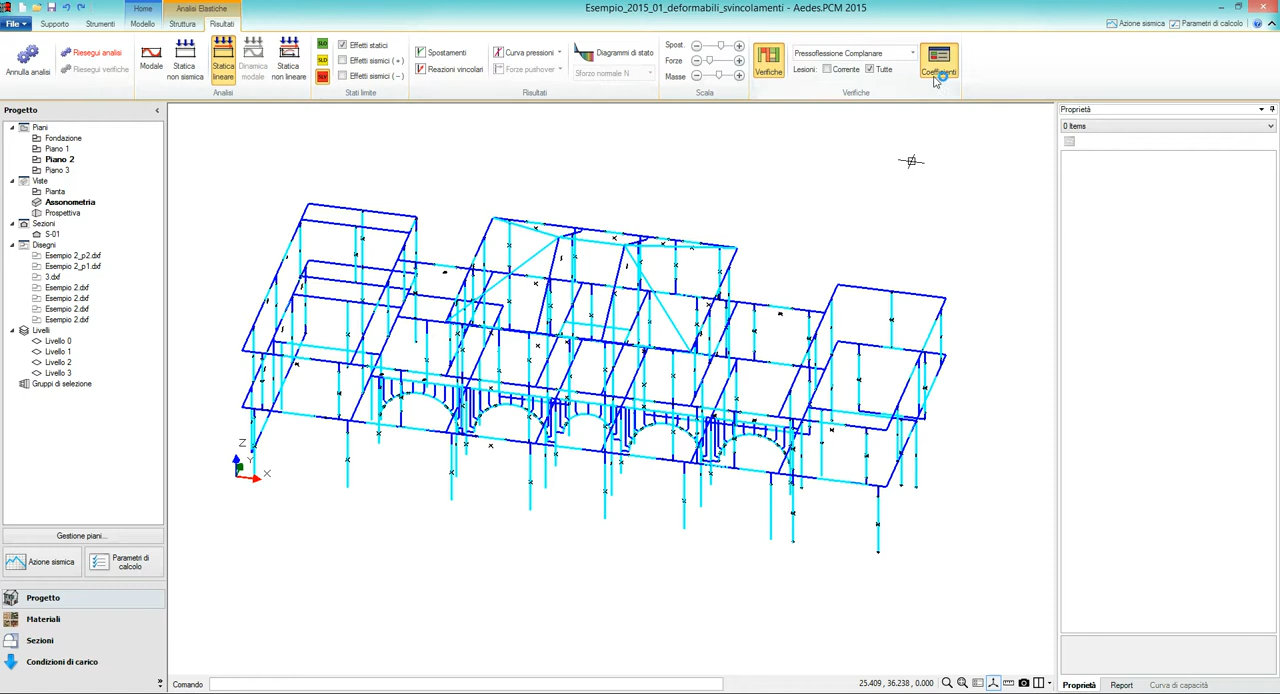 Esempio_2015_01_deformabili_svincolamenti - Aedes.PCM 2015
Home
Analisi Elastiche
File
Supporto
Strumenti
Modello
Struttura
Risultati
Azione sismica
Parametri di calcolo
Annulla analisi
Riesegui analisi
Riesegui verifiche
Modale
Statica non sismica
Statica lineare
Dinamica modale
Statica non lineare
Analisi
SLO
SLD
SLV
Effetti statici
Effetti sismici (+)
Effetti sismici (-)
Stati limite
Spostamenti
Reazioni vincolari
Curva pressioni
Forze pushover
Diagrammi di stato
Sforzo normale N
Risultati
Spost.
Forze
Masse
Scala
Verifiche
Pressoflessione Complanare
Lesioni: Corrente Tutte
Coefficienti
Verifiche
Progetto
Piani
Fondazione
Piano 1
Piano 2
Piano 3
Viste
Pianta
Assonometria
Prospettiva
Sezioni
S-01
Disegni
Esempio 2_p2.dxf
Esempio 2_p1.dxf
3.dxf
Esempio 2.dxf
Esempio 2.dxf
Esempio 2.dxf
Esempio 2.dxf
Livelli
Livello 0
Livello 1
Livello 2
Livello 3
Gruppi di selezione
Gestione piani...
Azione sismica
Parametri di calcolo
Progetto
Materiali
Sezioni
Condizioni di carico
Z
Y
X
Comando
25.409 , 36.238 , 0.000
Proprietà
0 Items
Proprietà
Report
Curva di capacità